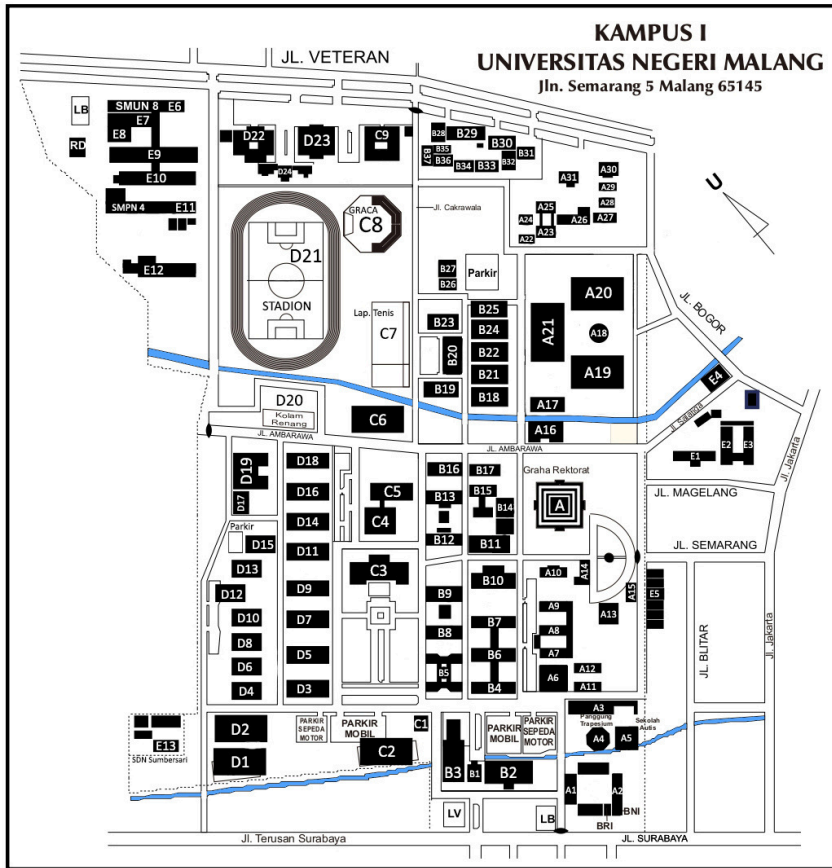 KAMPUS I
UNIVERSITAS NEGERI MALANG
Jln. Semarang 5 Malang 65145
JL. VETERAN
LB
SMUN 8 E6
E7
E8
RD
E9
E10
SMPN 4 E11
E12
D22
D23
C9
D24
B28
B29
B30
B31
B35
B37
B36
B34
B33
B32
A31
A30
A29
A28
A27
A25
A24
A26
A23
A22
U
GRACA
C8
Jl. Cakrawala
D21
STADION
Lap. Tenis
C7
B27
B26
Parkir
B25
B23
B24
B20
B22
B21
B19
B18
A20
A21
A18
A19
A17
A16
JL. BOGOR
E4
Jl. Salatiga
E2
E3
E1
Jl. Jakarta
D20
Kolam
Renang
C6
JL. AMBARAWA
JL. AMBARAWA
JL. MAGELANG
JL. SEMARANG
D19
D17
D18
D16
D14
D11
C5
C4
B16
B17
B13
B15
B14
B12
B11
Graha Rektorat
A
Parkir
D15
D13
D12
D10
D8
D6
D4
D9
D7
D5
D3
C3
B9
B10
B8
B7
B6
B5
B4
A10
A14
A15
A9
A13
A8
A7
A6
A12
A11
E5
JL. BLITAR
Jl. Jakarta
E13
SDN Sumbersari
D2
D1
PARKIR
SEPEDA
MOTOR
PARKIR
MOBIL
C1
C2
B3
B1
B2
PARKIR
MOBIL
PARKIR
SEPEDA
MOTOR
A3
Panggung
Trapesium
A4
Sekolah
Autis
A5
A1
A2
BNI
BRI
LV
LB
Jl. Terusan Surabaya
JL. SURABAYA